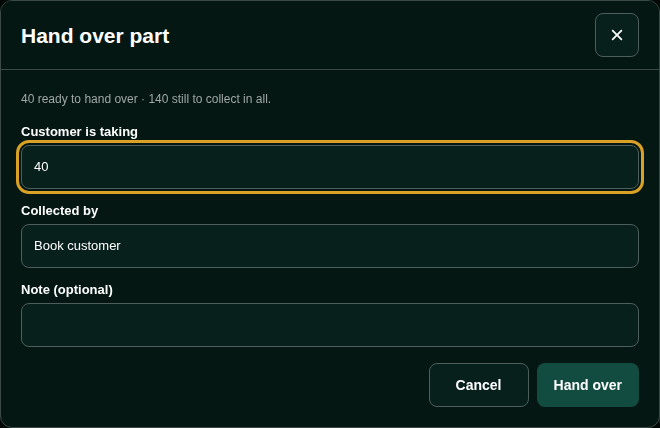 Hand over part
40 ready to hand over · 140 still to collect in all.
Customer is taking
40
Collected by
Book customer
Note (optional)
Cancel
Hand over